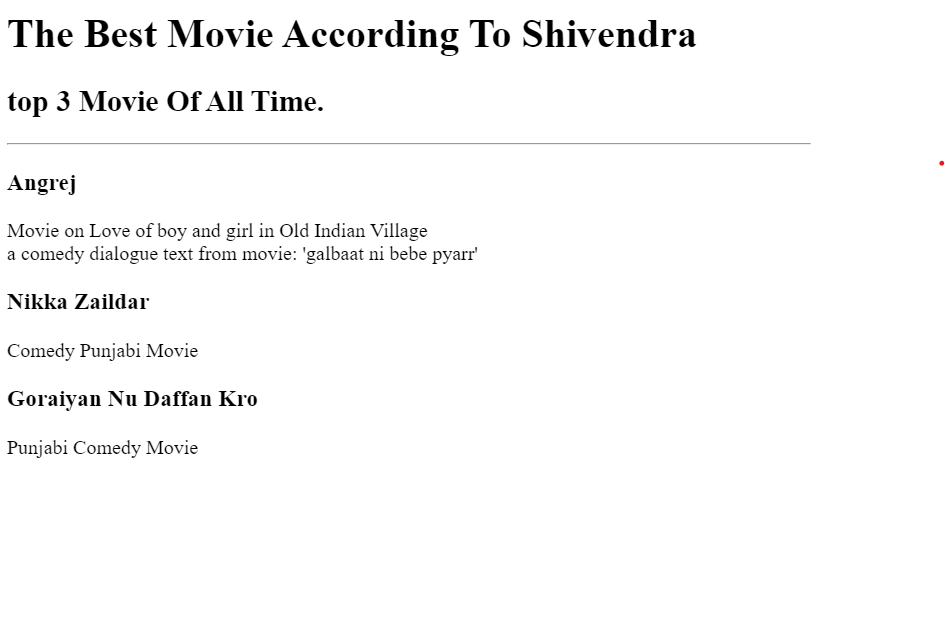 The Best Movie According To Shivendra
top 3 Movie Of All Time.
Angrej
Movie on Love of boy and girl in Old Indian Village
a comedy dialogue text from movie: 'galbaat ni bebe pyarr'
Nikka Zaildar
Comedy Punjabi Movie
Goraiyan Nu Daffan Kro
Punjabi Comedy Movie